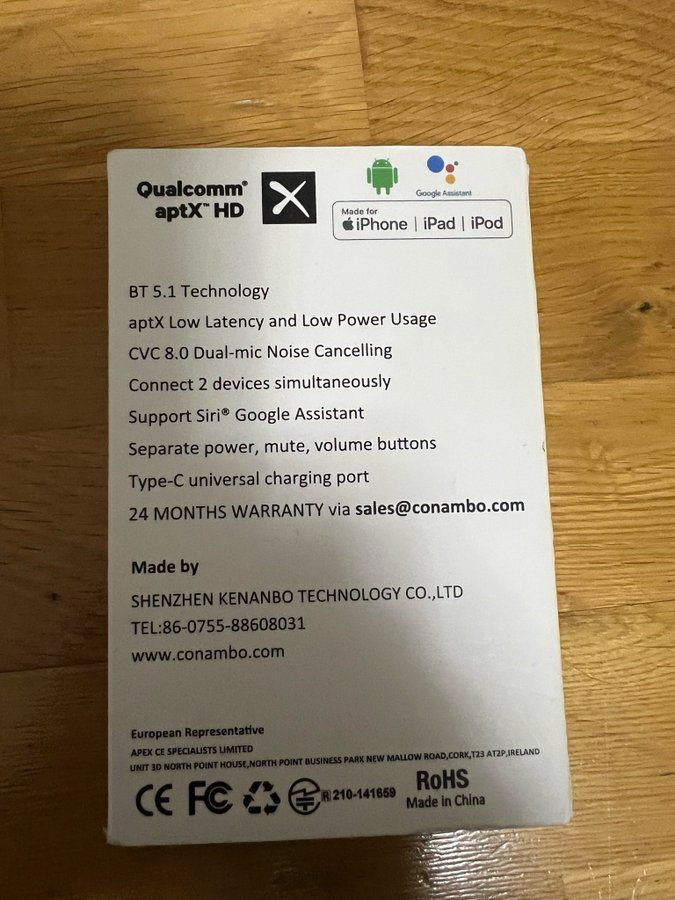 Qualcomm®
aptX™ HD
Google Assistant
Made for
iPhone | iPad | iPod
BT 5.1 Technology
aptX Low Latency and Low Power Usage
CVC 8.0 Dual-mic Noise Cancelling
Connect 2 devices simultaneously
Support Siri® Google Assistant
Separate power, mute, volume buttons
Type-C universal charging port
24 MONTHS WARRANTY via sales@conambo.com
Made by
SHENZHEN KENANBO TECHNOLOGY CO.,LTD
TEL:86-0755-88608031
www.conambo.com
European Representative
APEX CE SPECIALISTS LIMITED
UNIT 3D NORTH POINT HOUSE,NORTH POINT BUSINESS PARK NEW MALLOW ROAD,CORK,T23 AT2P,IRELAND
CE FC R 210-141659 RoHS
Made in China